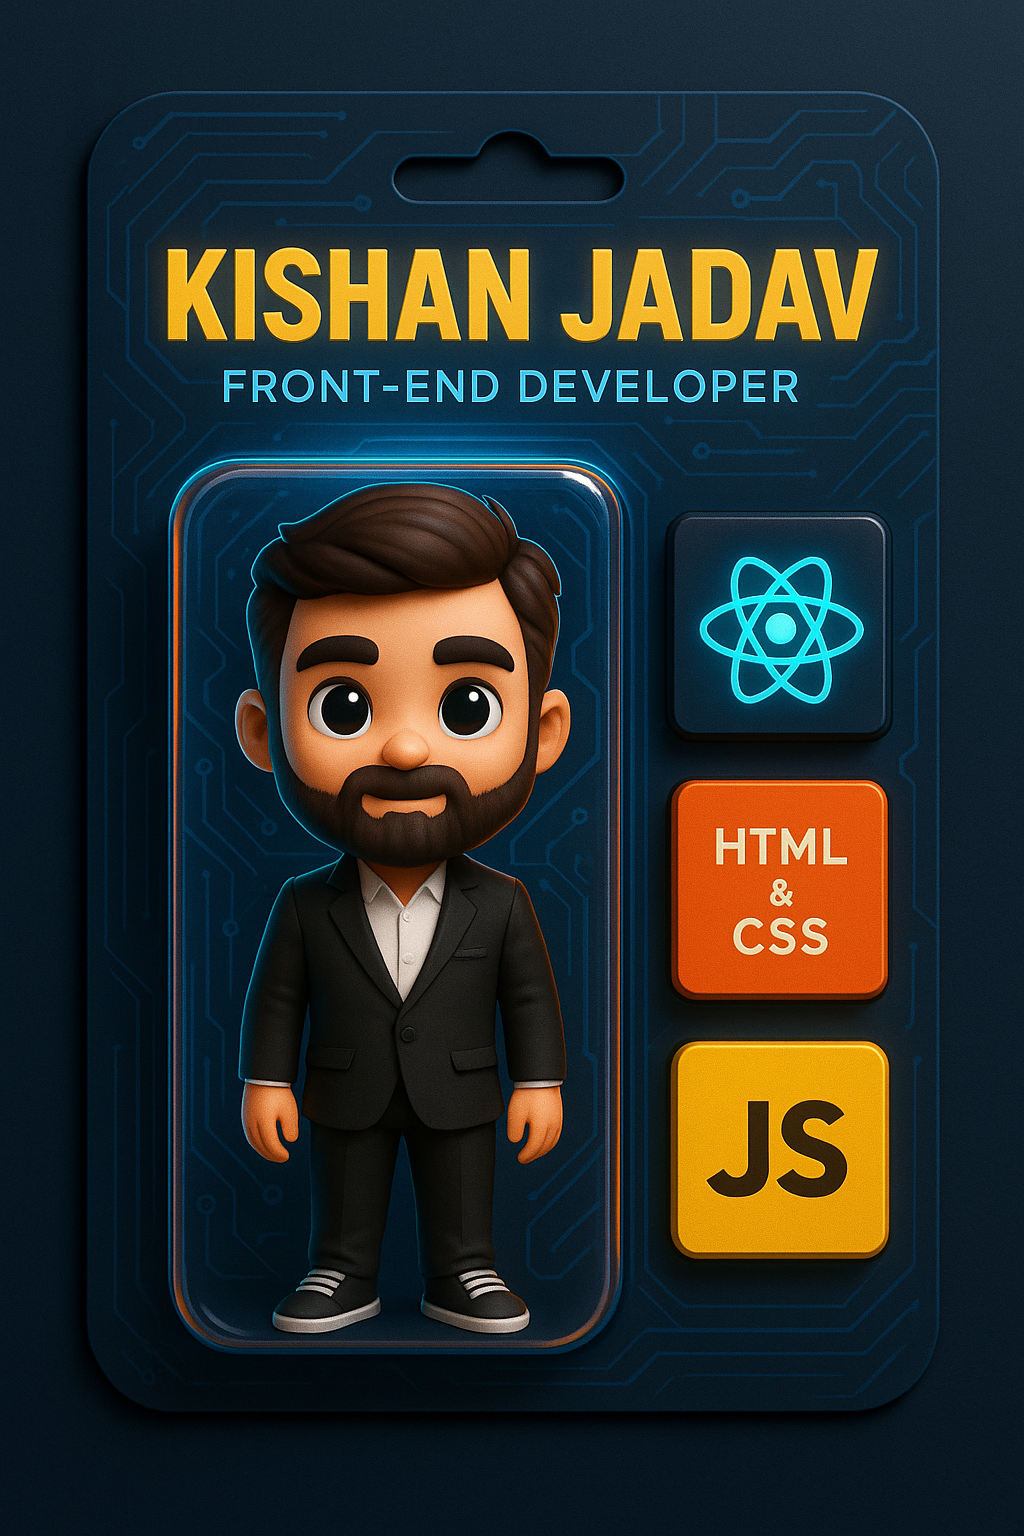 KISHAN JADAV
FRONT-END DEVELOPER
HTML
&
CSS
JS